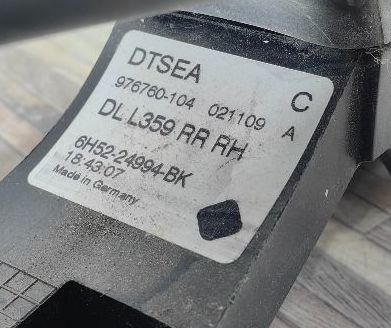 DTSEA C
976760-104 021109 A
DL L359 RR RH
6H52-24994-BK
18:43:07
Made in Germany